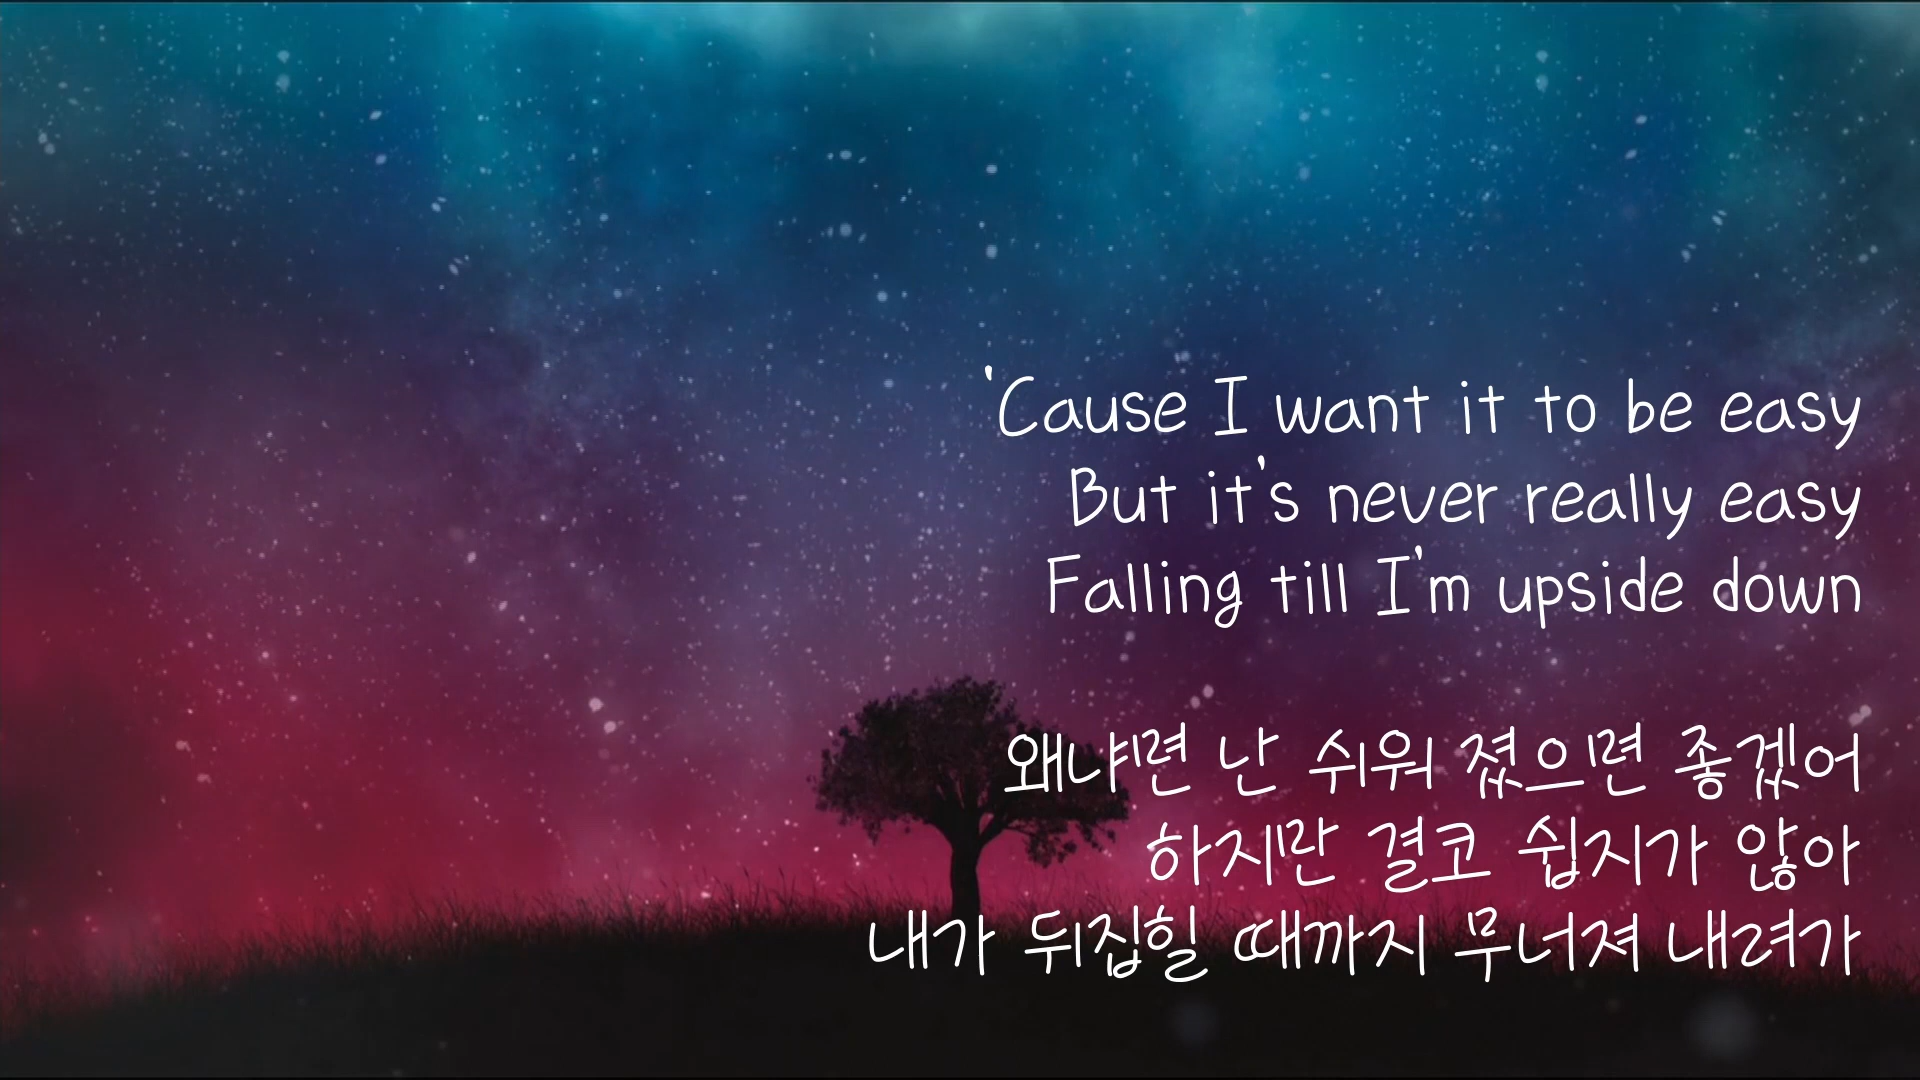 'Cause I want it to be easy
But it's never really easy
Falling till I'm upside down
왜냐면 난 쉬워 졌으면 좋겠어
하지만 결코 쉽지가 않아
내가 뒤집힐 때까지 무너져 내려가